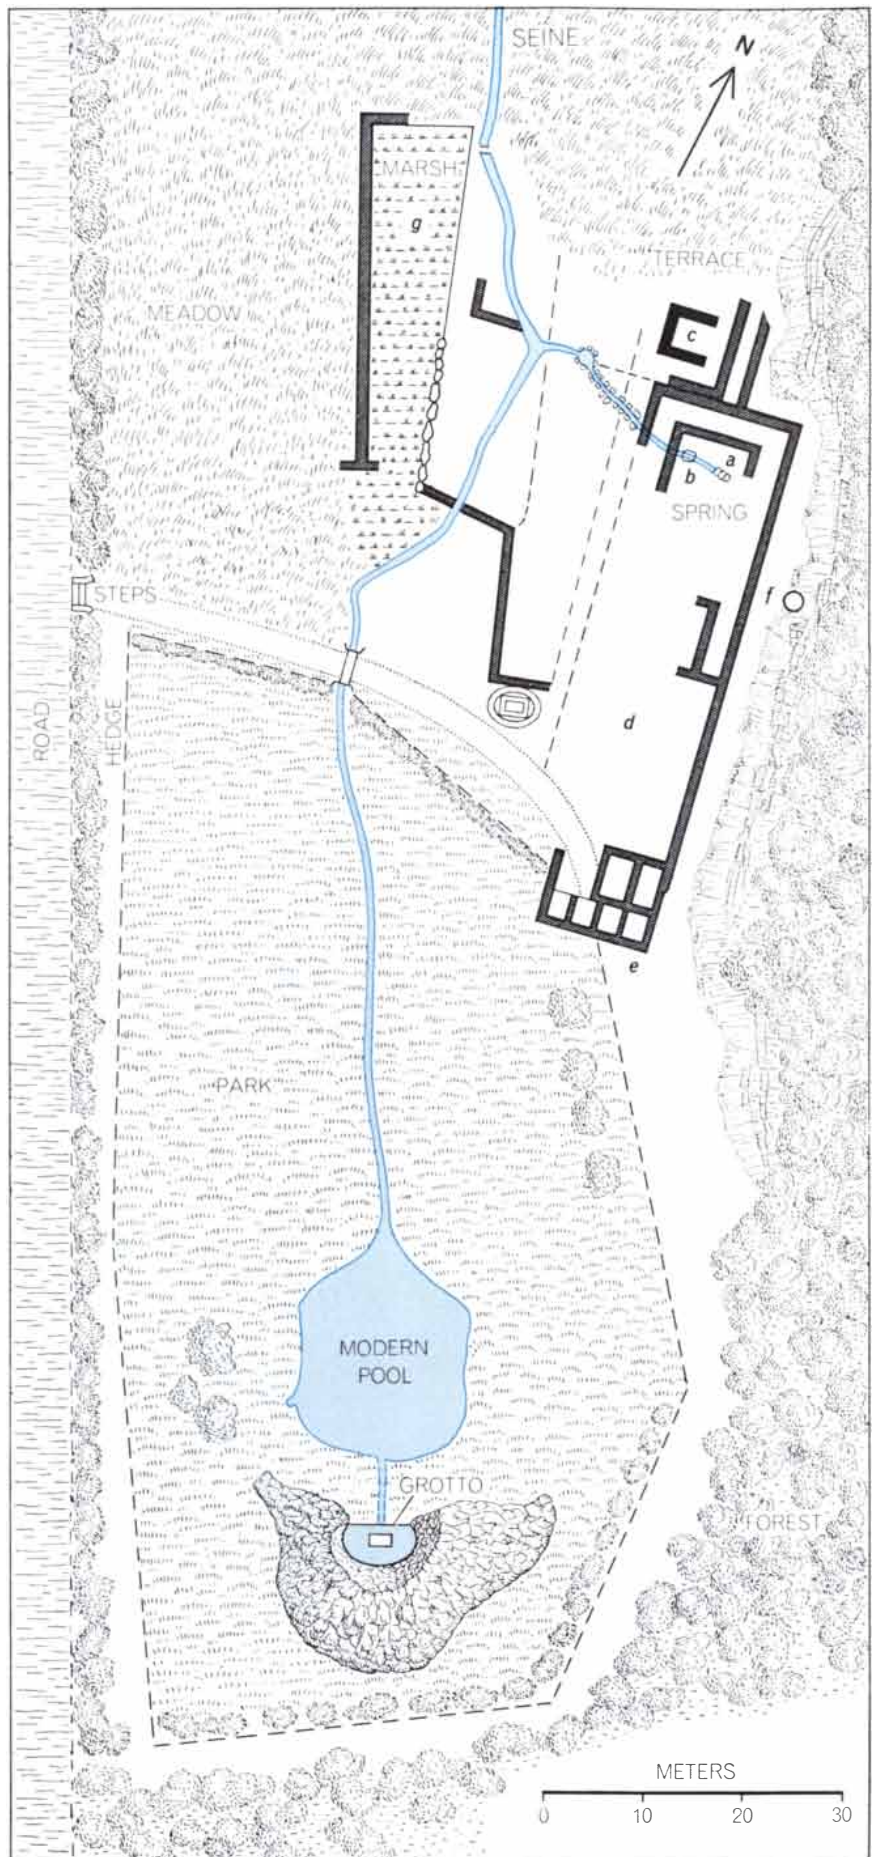 SEINE
N
MARSH
g
TERRACE
MEADOW
c
a
b
SPRING
STEPS
f
ROAD
HEDGE
d
e
PARK
MODERN
POOL
GROTTO
FOREST
METERS
0 10 20 30